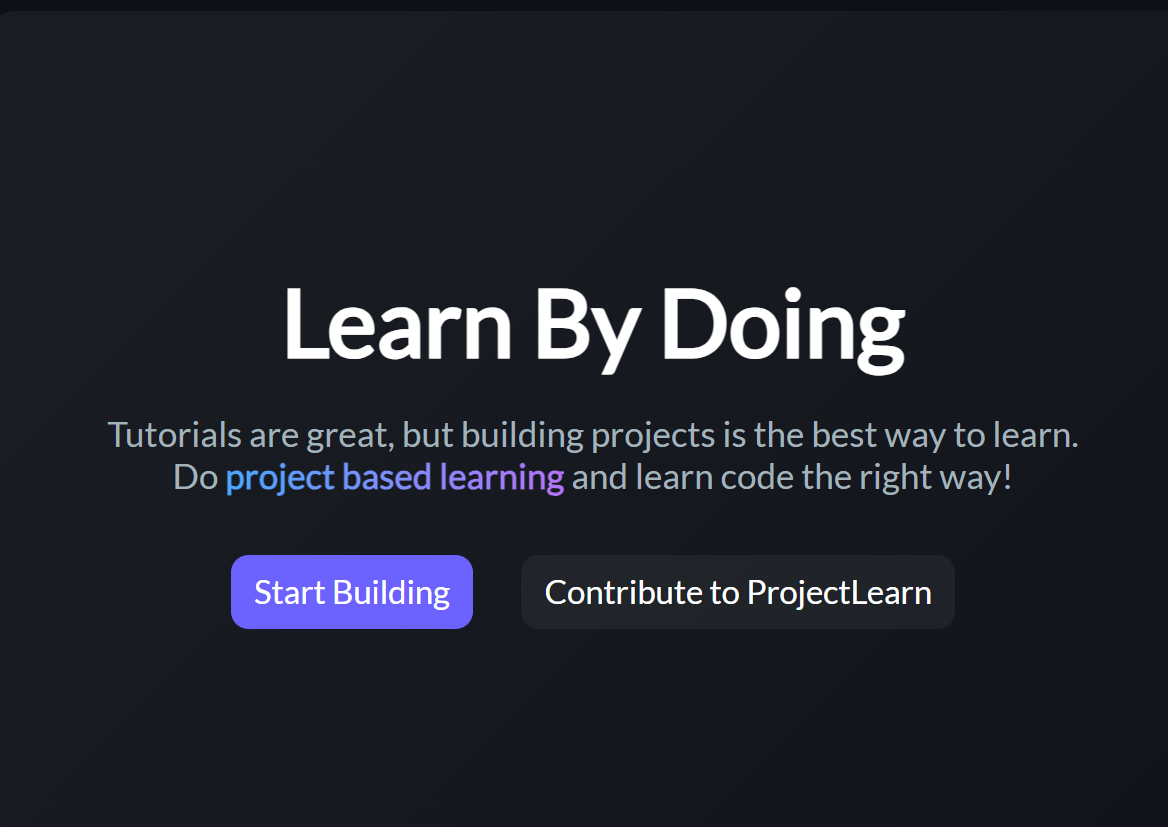 Learn By Doing
Tutorials are great, but building projects is the best way to learn.
Do project based learning and learn code the right way!
Start Building
Contribute to ProjectLearn